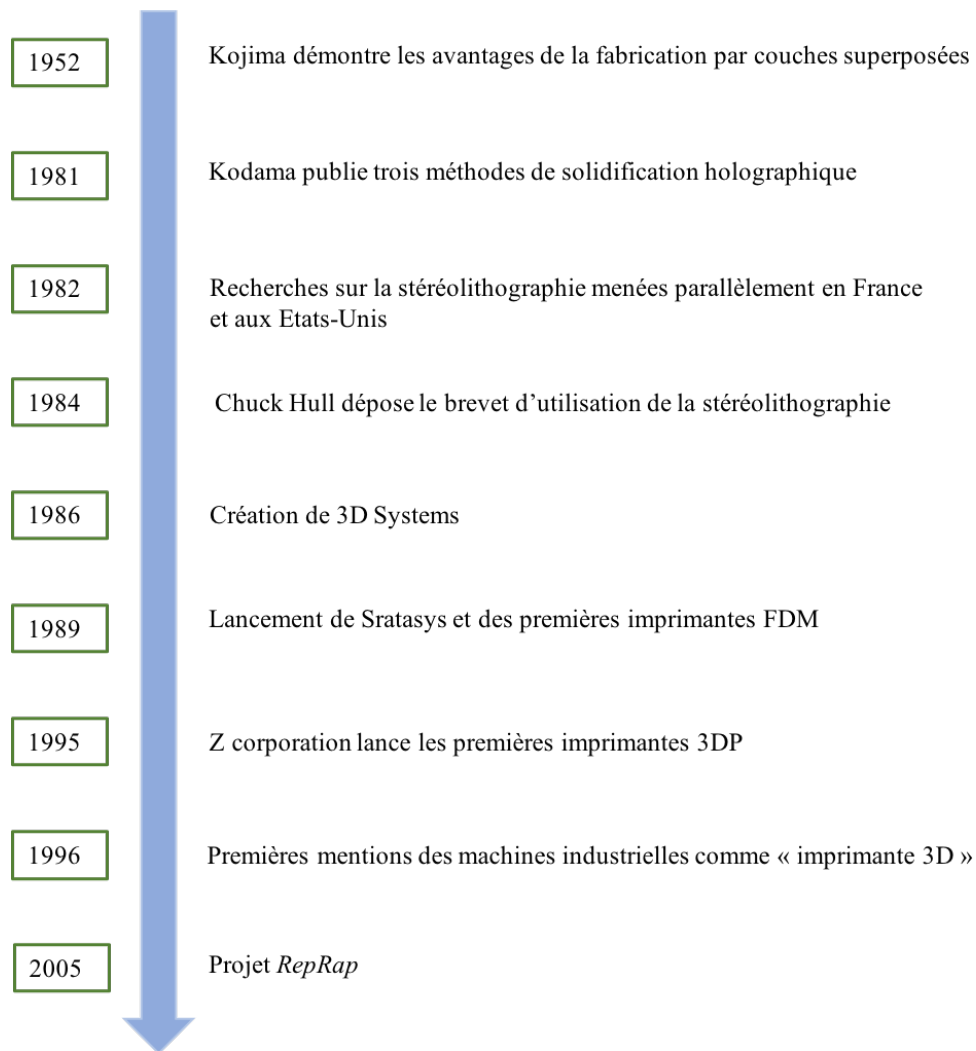 1952
Kojima démontre les avantages de la fabrication par couches superposées
1981
Kodama publie trois méthodes de solidification holographique
1982
Recherches sur la stéréolithographie menées parallèlement en France
et aux Etats-Unis
1984
Chuck Hull dépose le brevet d’utilisation de la stéréolithographie
1986
Création de 3D Systems
1989
Lancement de Sratasys et des premières imprimantes FDM
1995
Z corporation lance les premières imprimantes 3DP
1996
Premières mentions des machines industrielles comme « imprimante 3D »
2005
Projet RepRap